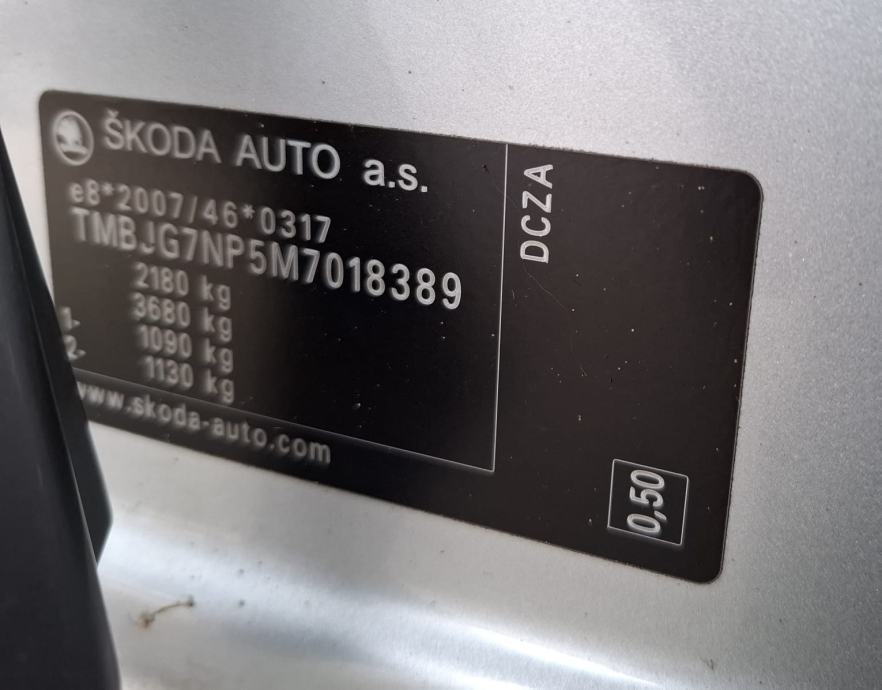 ŠKODA AUTO a.s.
e8*2007/46*0317
TMBJG7NP5M7018389
2180 kg
3680 kg
1- 1090 kg
2- 1130 kg
www.skoda-auto.com
DCZA
0,50